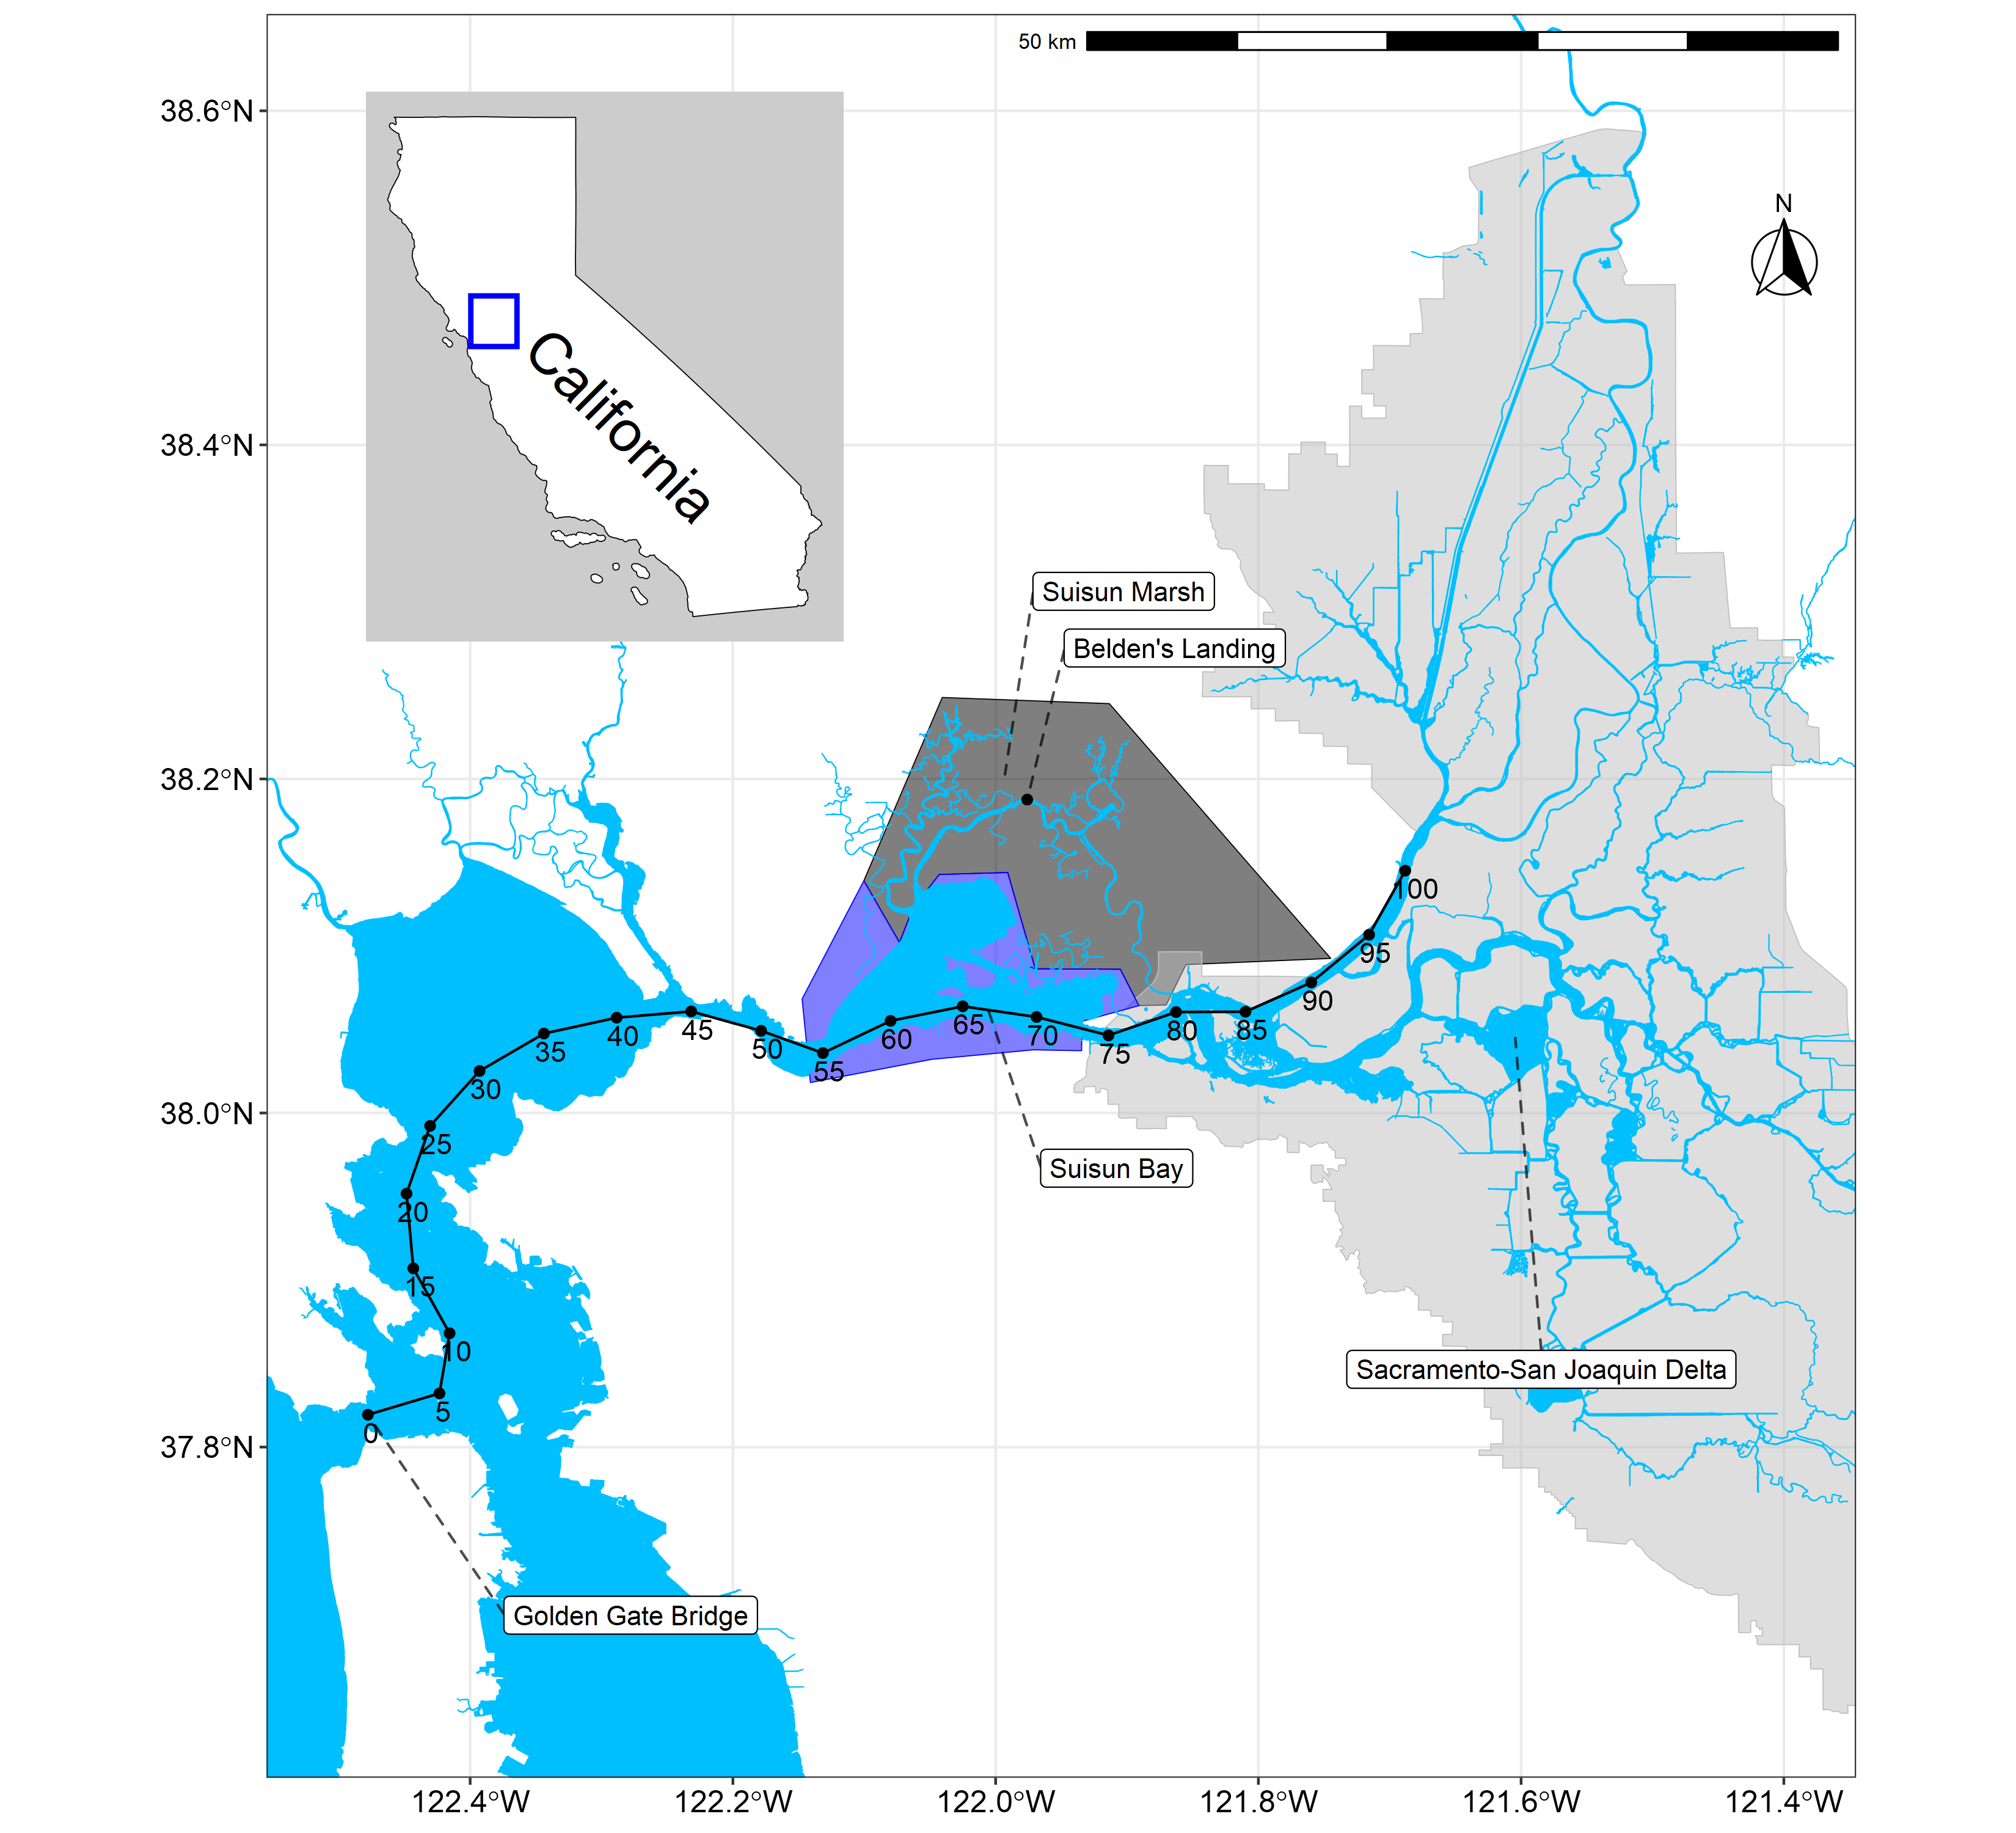 50 km
38.6°N
N
California
38.4°N
Suisun Marsh
Belden's Landing
38.2°N
100
95
90
85
80
75
70
65
60
55
50
45
40
35
30
25
20
15
10
5
0
38.0°N
Suisun Bay
Sacramento-San Joaquin Delta
37.8°N
Golden Gate Bridge
122.4°W
122.2°W
122.0°W
121.8°W
121.6°W
121.4°W